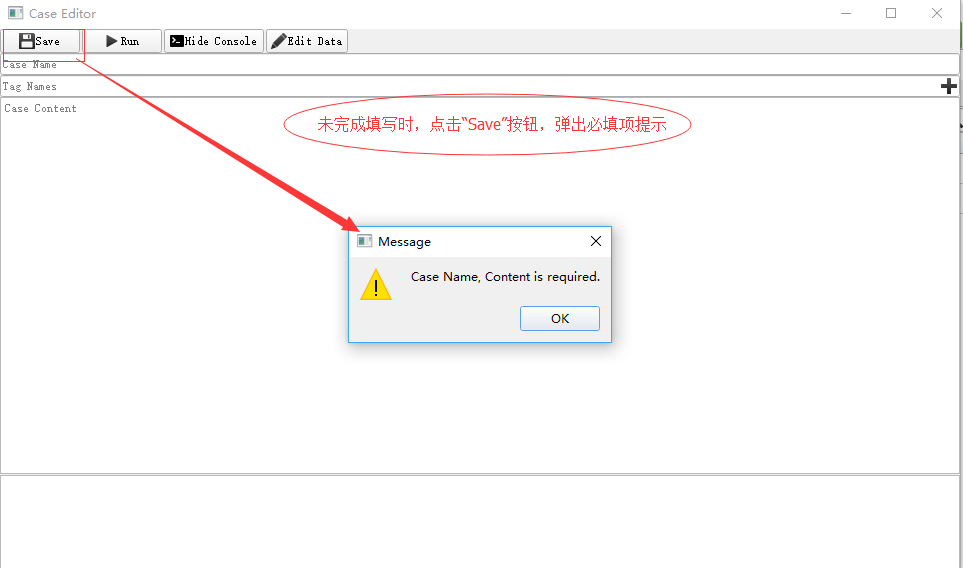 Case Editor
Save
Run
Hide Console
Edit Data
Case Name
Tag Names
Case Content
未完成填写时，点击“Save”按钮，弹出必填项提示
Message
Case Name, Content is required.
OK